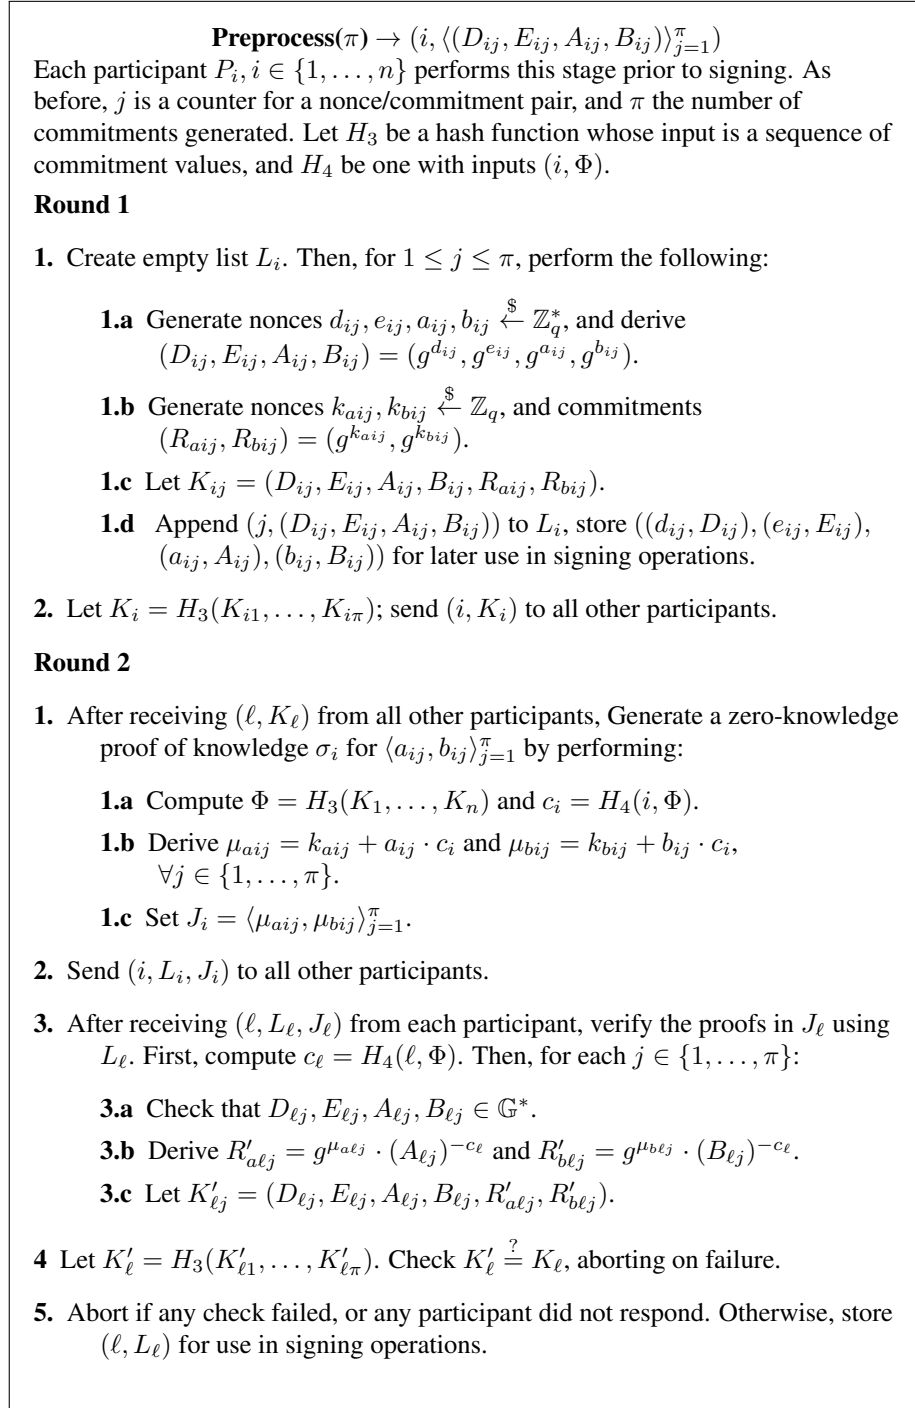 Preprocess(π) → (i, ⟨(D_{ij}, E_{ij}, A_{ij}, B_{ij})⟩_{j=1}^{π})
Each participant P_i, i ∈ {1, . . . , n} performs this stage prior to signing. As
before, j is a counter for a nonce/commitment pair, and π the number of
commitments generated. Let H_3 be a hash function whose input is a sequence of
commitment values, and H_4 be one with inputs (i, Φ).
Round 1
1. Create empty list L_i. Then, for 1 ≤ j ≤ π, perform the following:
1.a Generate nonces d_{ij}, e_{ij}, a_{ij}, b_{ij} ←$ ℤ_q^*, and derive
(D_{ij}, E_{ij}, A_{ij}, B_{ij}) = (g^{d_{ij}}, g^{e_{ij}}, g^{a_{ij}}, g^{b_{ij}}).
1.b Generate nonces k_{aij}, k_{bij} ←$ ℤ_q, and commitments
(R_{aij}, R_{bij}) = (g^{k_{aij}}, g^{k_{bij}}).
1.c Let K_{ij} = (D_{ij}, E_{ij}, A_{ij}, B_{ij}, R_{aij}, R_{bij}).
1.d Append (j, (D_{ij}, E_{ij}, A_{ij}, B_{ij})) to L_i, store ((d_{ij}, D_{ij}), (e_{ij}, E_{ij}),
(a_{ij}, A_{ij}), (b_{ij}, B_{ij})) for later use in signing operations.
2. Let K_i = H_3(K_{i1}, . . . , K_{iπ}); send (i, K_i) to all other participants.
Round 2
1. After receiving (ℓ, K_ℓ) from all other participants, Generate a zero-knowledge
proof of knowledge σ_i for ⟨a_{ij}, b_{ij}⟩_{j=1}^{π} by performing:
1.a Compute Φ = H_3(K_1, . . . , K_n) and c_i = H_4(i, Φ).
1.b Derive μ_{aij} = k_{aij} + a_{ij} · c_i and μ_{bij} = k_{bij} + b_{ij} · c_i,
∀j ∈ {1, . . . , π}.
1.c Set J_i = ⟨μ_{aij}, μ_{bij}⟩_{j=1}^{π}.
2. Send (i, L_i, J_i) to all other participants.
3. After receiving (ℓ, L_ℓ, J_ℓ) from each participant, verify the proofs in J_ℓ using
L_ℓ. First, compute c_ℓ = H_4(ℓ, Φ). Then, for each j ∈ {1, . . . , π}:
3.a Check that D_{ℓj}, E_{ℓj}, A_{ℓj}, B_{ℓj} ∈ 𝔾^*.
3.b Derive R'_{aℓj} = g^{μ_{aℓj}} · (A_{ℓj})^{−c_ℓ} and R'_{bℓj} = g^{μ_{bℓj}} · (B_{ℓj})^{−c_ℓ}.
3.c Let K'_{ℓj} = (D_{ℓj}, E_{ℓj}, A_{ℓj}, B_{ℓj}, R'_{aℓj}, R'_{bℓj}).
4 Let K'_ℓ = H_3(K'_{ℓ1}, . . . , K'_{ℓπ}). Check K'_ℓ ≟ K_ℓ, aborting on failure.
5. Abort if any check failed, or any participant did not respond. Otherwise, store
(ℓ, L_ℓ) for use in signing operations.